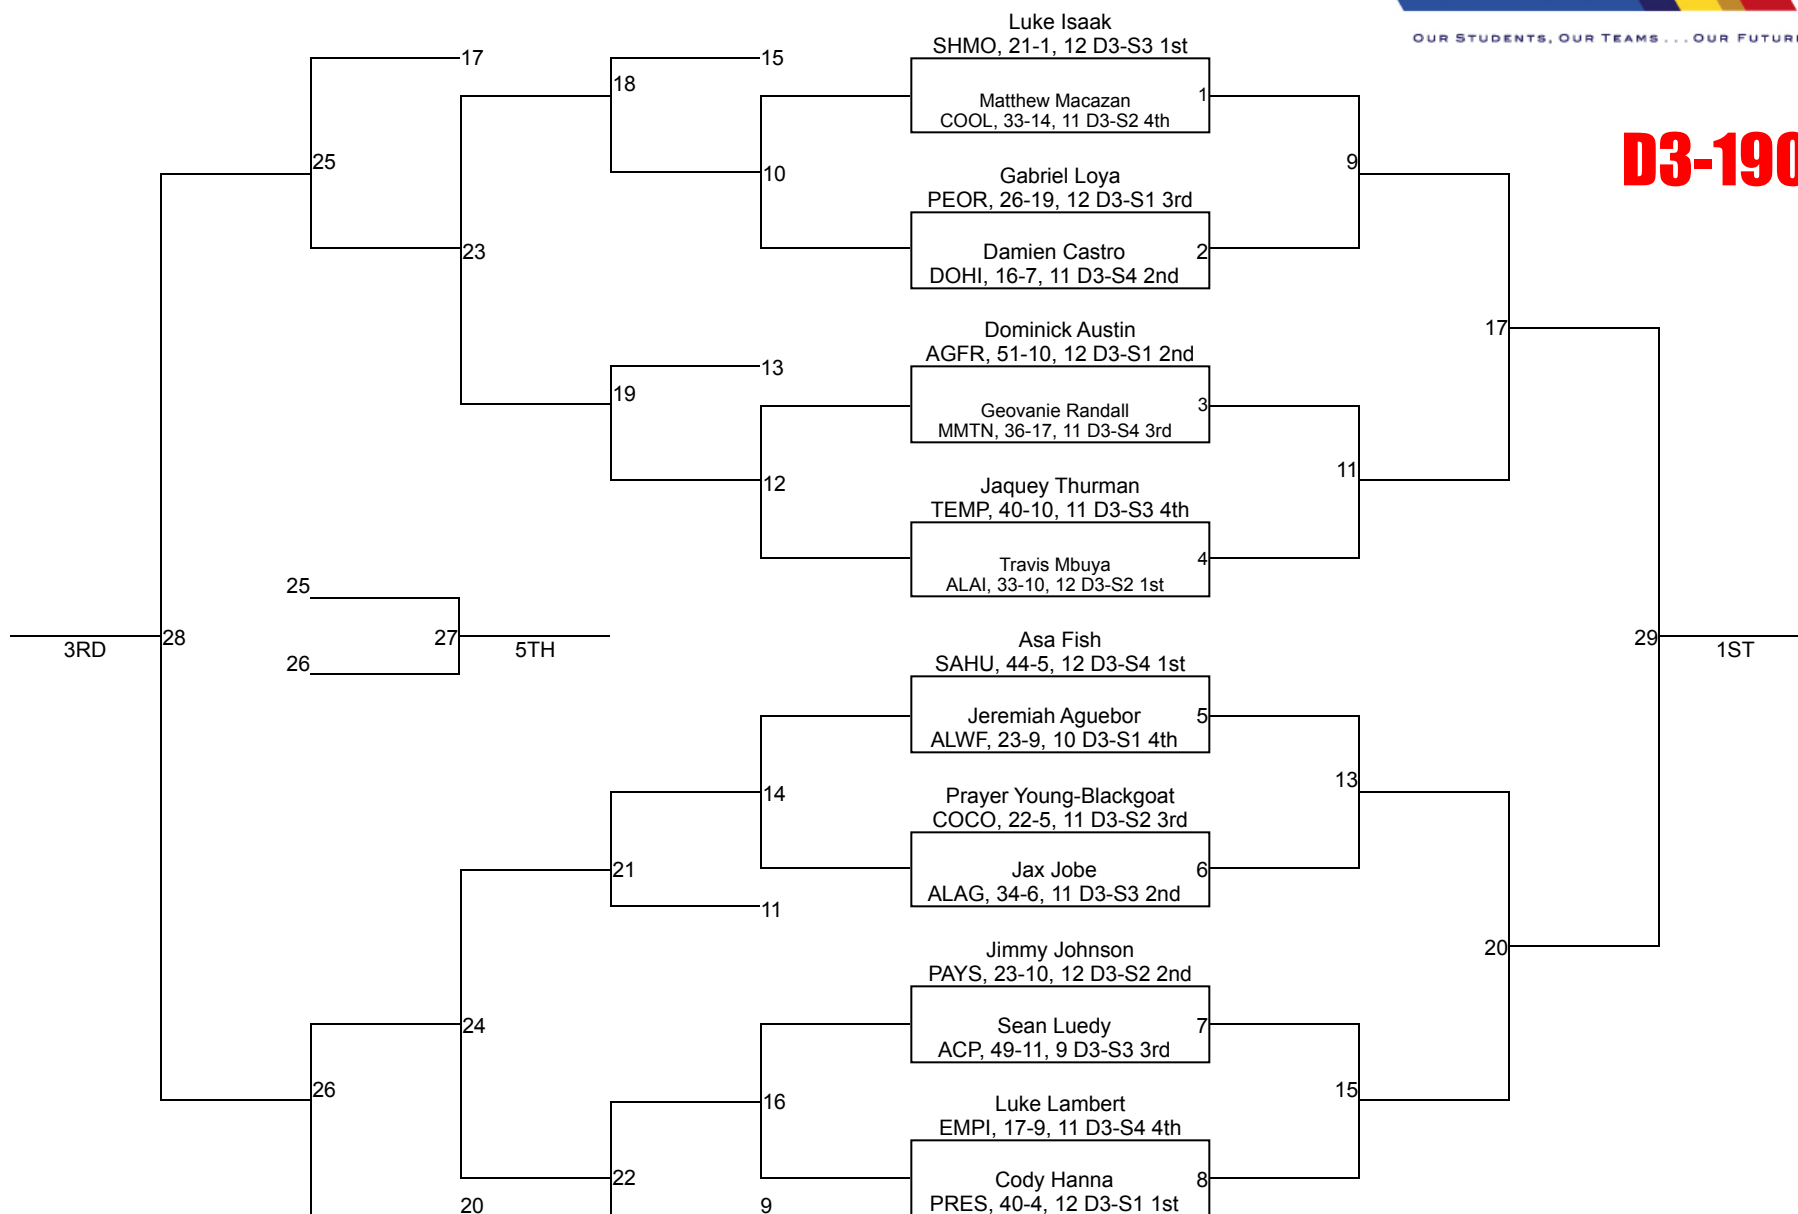 OUR STUDENTS, OUR TEAMS...OUR FUTURE
D3-190
Luke Isaak
SHMO, 21-1, 12 D3-S3 1st
17
15
18
Matthew Macazan
1
COOL, 33-14, 11 D3-S2 4th
25
10
9
Gabriel Loya
PEOR, 26-19, 12 D3-S1 3rd
23
Damien Castro
2
DOHI, 16-7, 11 D3-S4 2nd
Dominick Austin
17
AGFR, 51-10, 12 D3-S1 2nd
13
19
Geovanie Randall
3
MMTN, 36-17, 11 D3-S4 3rd
12
11
Jaquey Thurman
TEMP, 40-10, 11 D3-S3 4th
Travis Mbuya
4
ALAI, 33-10, 12 D3-S2 1st
25
3RD
28
27
5TH
26
Asa Fish
29
1ST
SAHU, 44-5, 12 D3-S4 1st
Jeremiah Aguebor
5
ALWF, 23-9, 10 D3-S1 4th
14
13
Prayer Young-Blackgoat
COCO, 22-5, 11 D3-S2 3rd
21
Jax Jobe
6
ALAG, 34-6, 11 D3-S3 2nd
11
Jimmy Johnson
20
PAYS, 23-10, 12 D3-S2 2nd
24
Sean Luedy
7
ACP, 49-11, 9 D3-S3 3rd
26
16
15
Luke Lambert
EMPI, 17-9, 11 D3-S4 4th
22
Cody Hanna
8
20
9
PRES, 40-4, 12 D3-S1 1st